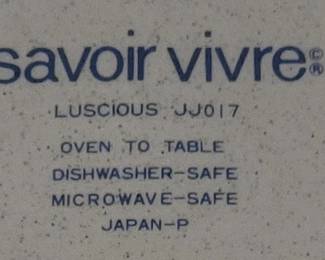 savoir vivre©®
LUSCIOUS JJ017
OVEN TO TABLE
DISHWASHER-SAFE
MICROWAVE-SAFE
JAPAN-P